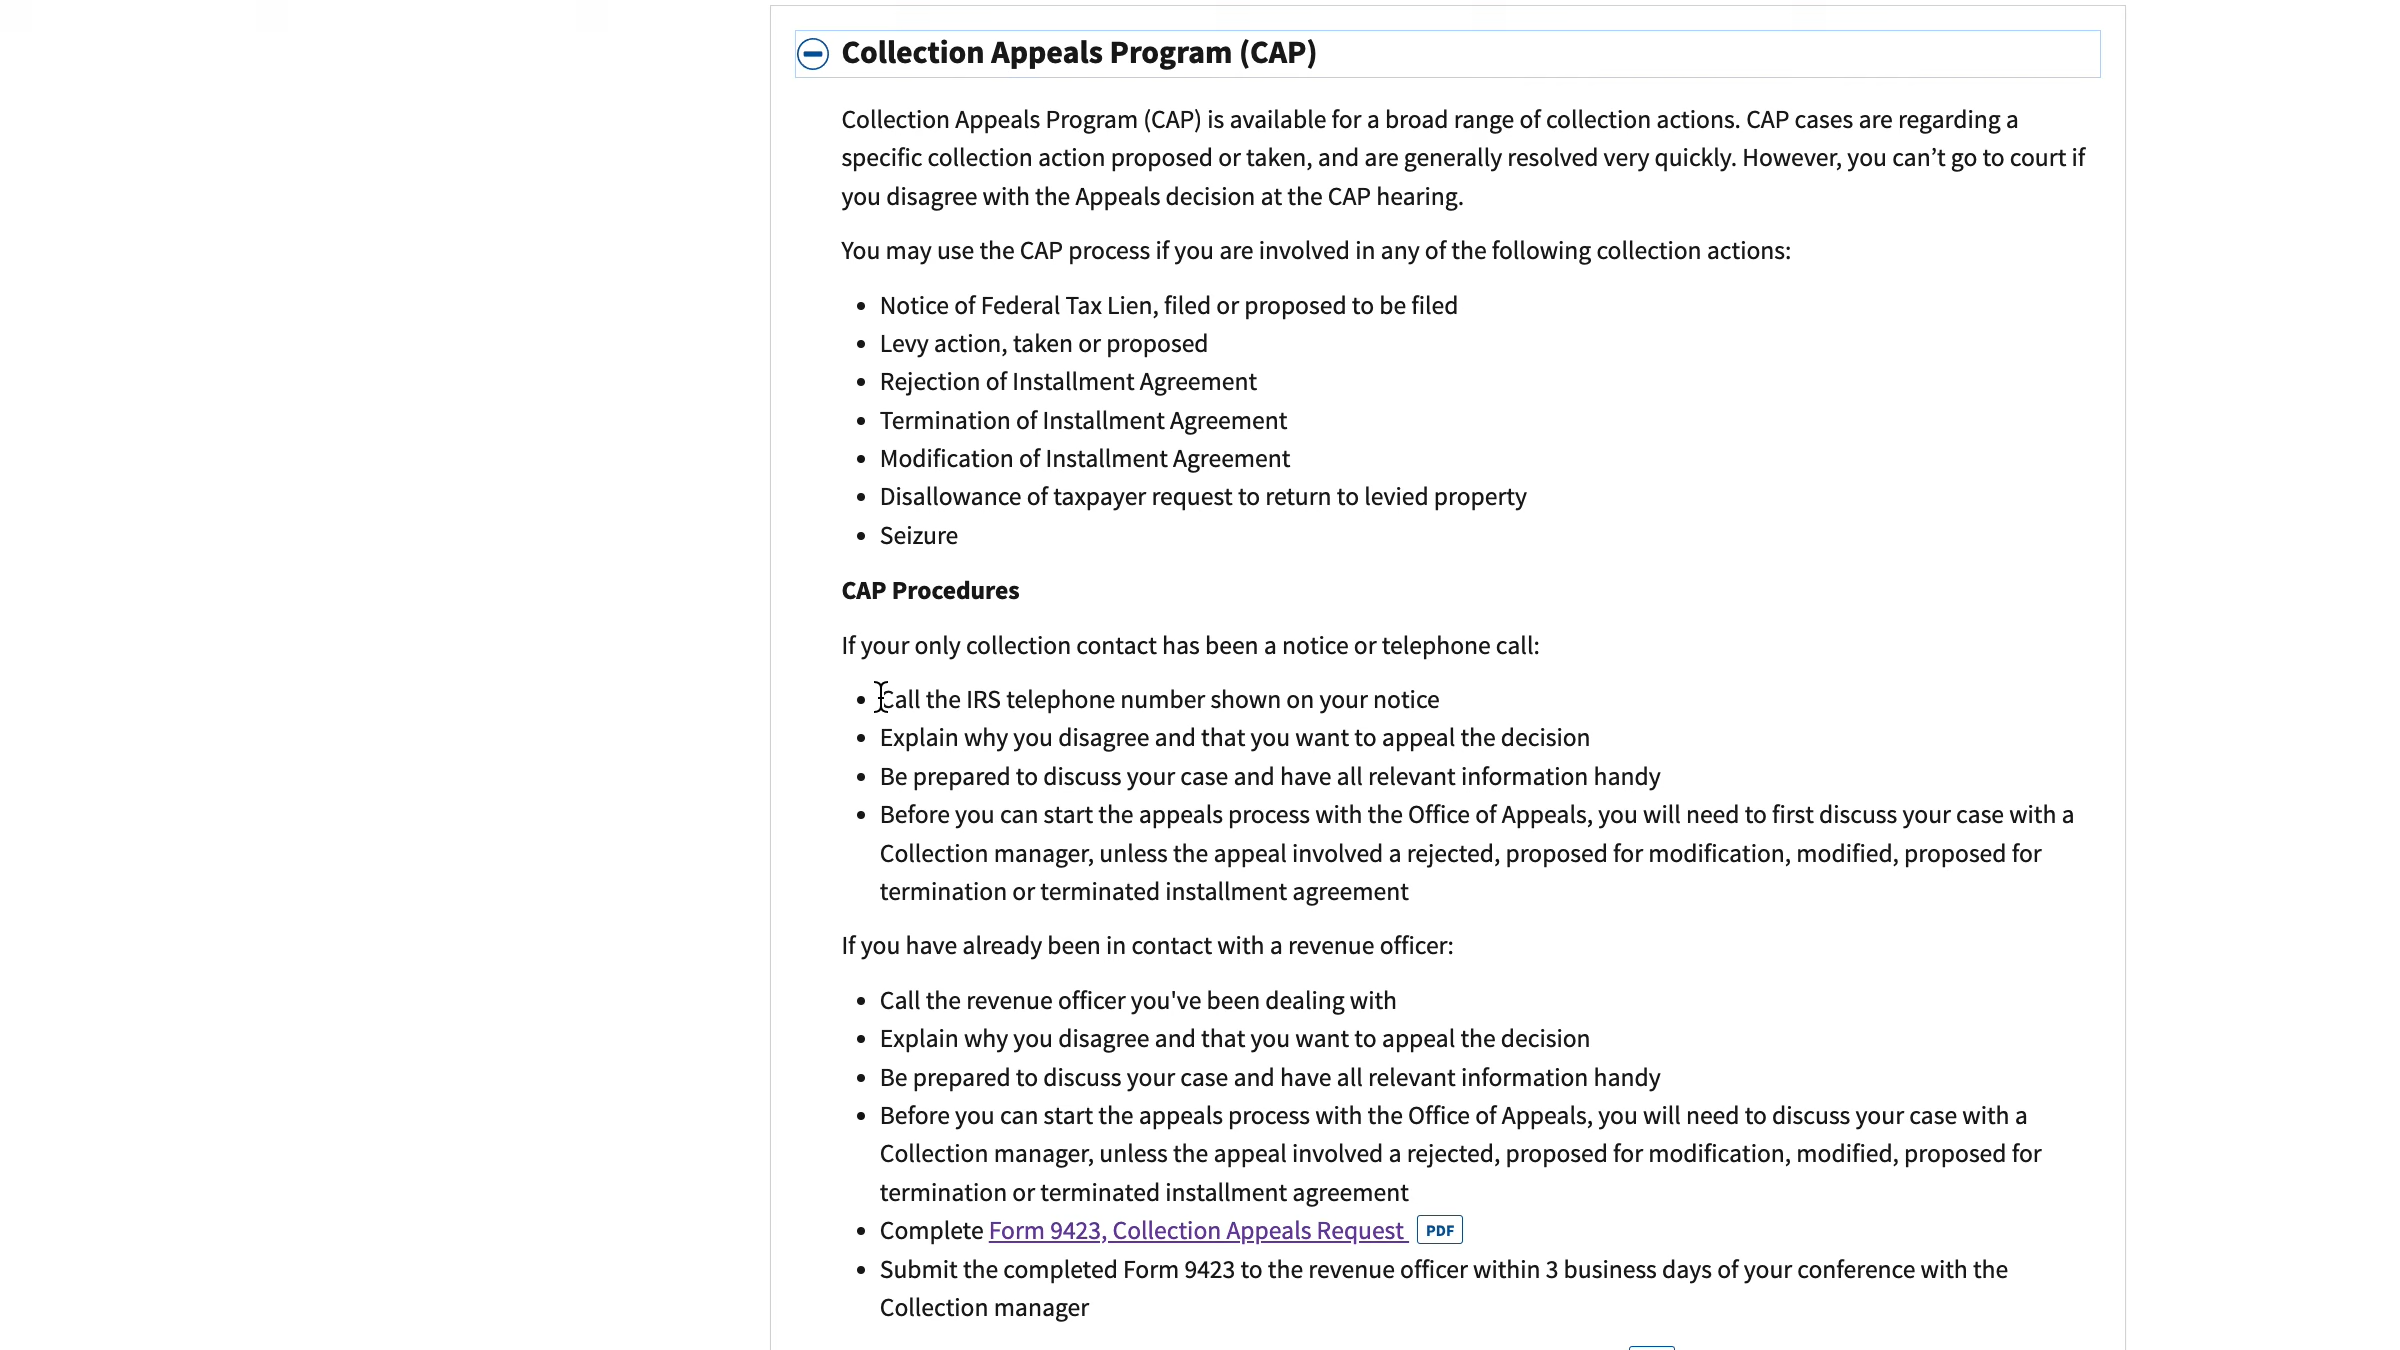 Collection Appeals Program (CAP)
Collection Appeals Program (CAP) is available for a broad range of collection actions. CAP cases are regarding a
specific collection action proposed or taken, and are generally resolved very quickly. However, you can’t go to court if
you disagree with the Appeals decision at the CAP hearing.
You may use the CAP process if you are involved in any of the following collection actions:
• Notice of Federal Tax Lien, filed or proposed to be filed
• Levy action, taken or proposed
• Rejection of Installment Agreement
• Termination of Installment Agreement
• Modification of Installment Agreement
• Disallowance of taxpayer request to return to levied property
• Seizure
CAP Procedures
If your only collection contact has been a notice or telephone call:
• Call the IRS telephone number shown on your notice
• Explain why you disagree and that you want to appeal the decision
• Be prepared to discuss your case and have all relevant information handy
• Before you can start the appeals process with the Office of Appeals, you will need to first discuss your case with a
Collection manager, unless the appeal involved a rejected, proposed for modification, modified, proposed for
termination or terminated installment agreement
If you have already been in contact with a revenue officer:
• Call the revenue officer you've been dealing with
• Explain why you disagree and that you want to appeal the decision
• Be prepared to discuss your case and have all relevant information handy
• Before you can start the appeals process with the Office of Appeals, you will need to discuss your case with a
Collection manager, unless the appeal involved a rejected, proposed for modification, modified, proposed for
termination or terminated installment agreement
• Complete Form 9423, Collection Appeals Request PDF
• Submit the completed Form 9423 to the revenue officer within 3 business days of your conference with the
Collection manager